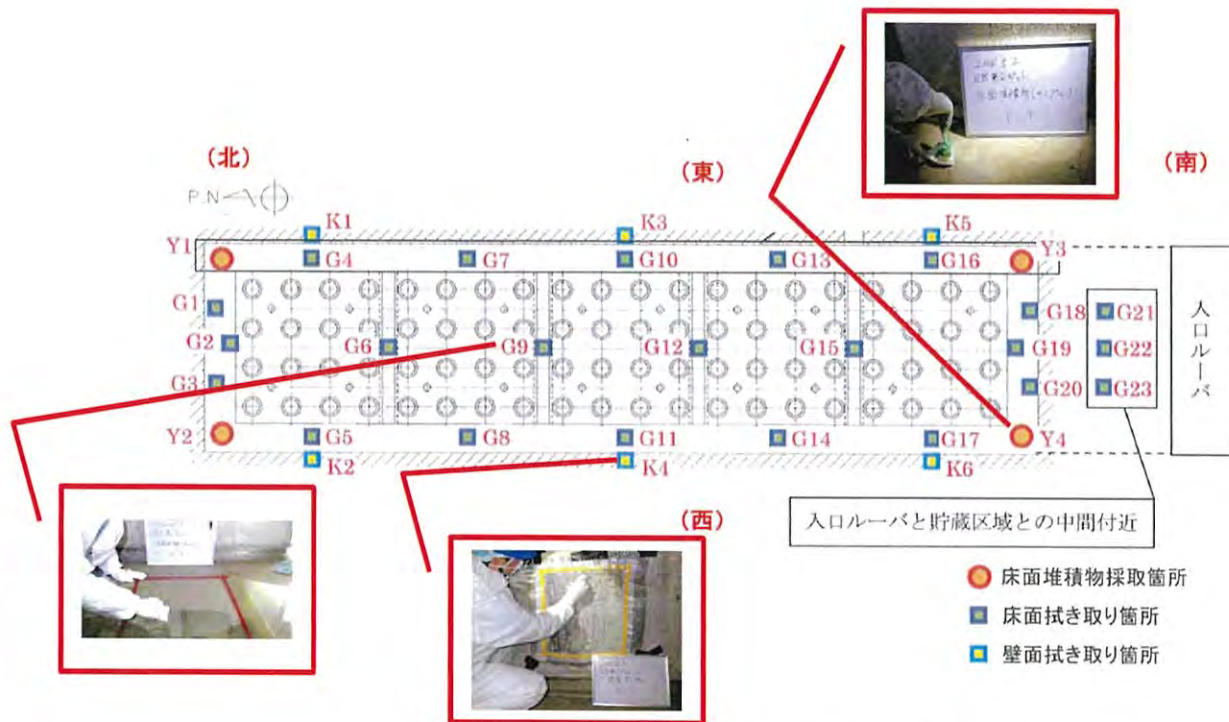 (北)
(東)
(南)
P.N
K1
K3
K5
Y1
G4
G7
G10
G13
G16
Y3
G1
G18
G21
G2
G6
G9
G12
G15
G19
G22
G3
G20
G23
入口ルーバ
Y2
G5
G8
G11
G14
G17
Y4
K2
K4
K6
(西)
入口ルーバと貯蔵区域との中間付近
床面堆積物採取箇所
床面拭き取り箇所
壁面拭き取り箇所